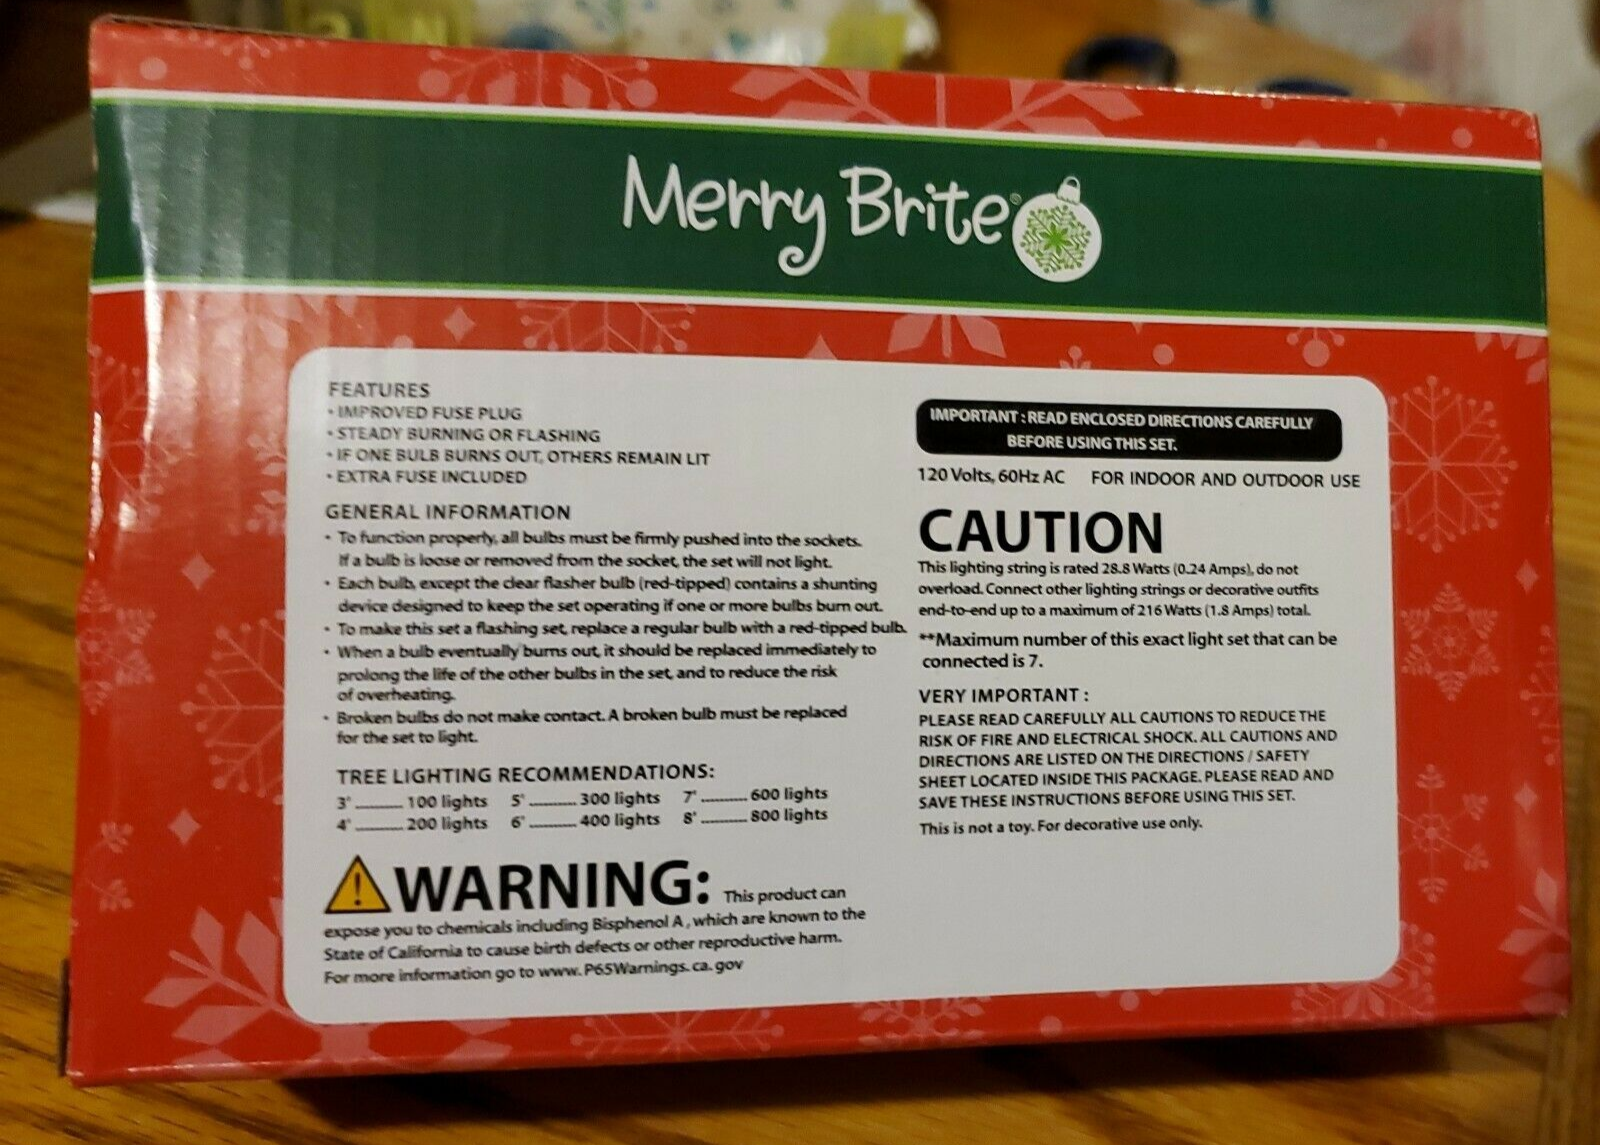 Merry Brite®
FEATURES
• IMPROVED FUSE PLUG
• STEADY BURNING OR FLASHING
• IF ONE BULB BURNS OUT, OTHERS REMAIN LIT
• EXTRA FUSE INCLUDED
GENERAL INFORMATION
• To function properly, all bulbs must be firmly pushed into the sockets.
If a bulb is loose or removed from the socket, the set will not light.
• Each bulb, except the clear flasher bulb (red-tipped) contains a shunting
device designed to keep the set operating if one or more bulbs burn out.
• To make this set a flashing set, replace a regular bulb with a red-tipped bulb.
• When a bulb eventually burns out, it should be replaced immediately to
prolong the life of the other bulbs in the set, and to reduce the risk
of overheating.
• Broken bulbs do not make contact. A broken bulb must be replaced
for the set to light.
TREE LIGHTING RECOMMENDATIONS:
3' ........... 100 lights 5' ........... 300 lights 7' ........... 600 lights
4' ........... 200 lights 6' ........... 400 lights 8' ........... 800 lights
WARNING: This product can
expose you to chemicals including Bisphenol A , which are known to the
State of California to cause birth defects or other reproductive harm.
For more information go to www. P65Warnings. ca. gov
IMPORTANT : READ ENCLOSED DIRECTIONS CAREFULLY
BEFORE USING THIS SET.
120 Volts, 60Hz AC FOR INDOOR AND OUTDOOR USE
CAUTION
This lighting string is rated 28.8 Watts (0.24 Amps), do not
overload. Connect other lighting strings or decorative outfits
end-to-end up to a maximum of 216 Watts (1.8 Amps) total.
**Maximum number of this exact light set that can be
connected is 7.
VERY IMPORTANT :
PLEASE READ CAREFULLY ALL CAUTIONS TO REDUCE THE
RISK OF FIRE AND ELECTRICAL SHOCK. ALL CAUTIONS AND
DIRECTIONS ARE LISTED ON THE DIRECTIONS / SAFETY
SHEET LOCATED INSIDE THIS PACKAGE. PLEASE READ AND
SAVE THESE INSTRUCTIONS BEFORE USING THIS SET.
This is not a toy. For decorative use only.